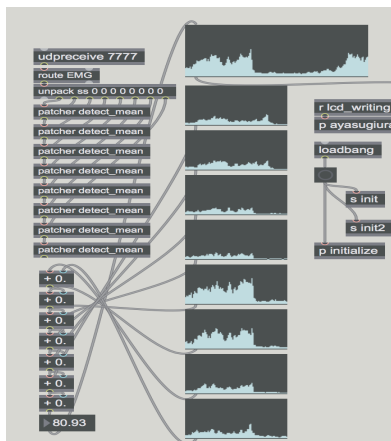 udpreceive 7777
route EMG
unpack ss 0 0 0 0 0 0 0 0
patcher detect_mean
patcher detect_mean
patcher detect_mean
patcher detect_mean
patcher detect_mean
patcher detect_mean
patcher detect_mean
patcher detect_mean
+ 0.
+ 0.
+ 0.
+ 0.
+ 0.
+ 0.
+ 0.
80.93
r lcd_writing
p ayasugiura
loadbang
s init
s init2
p initialize